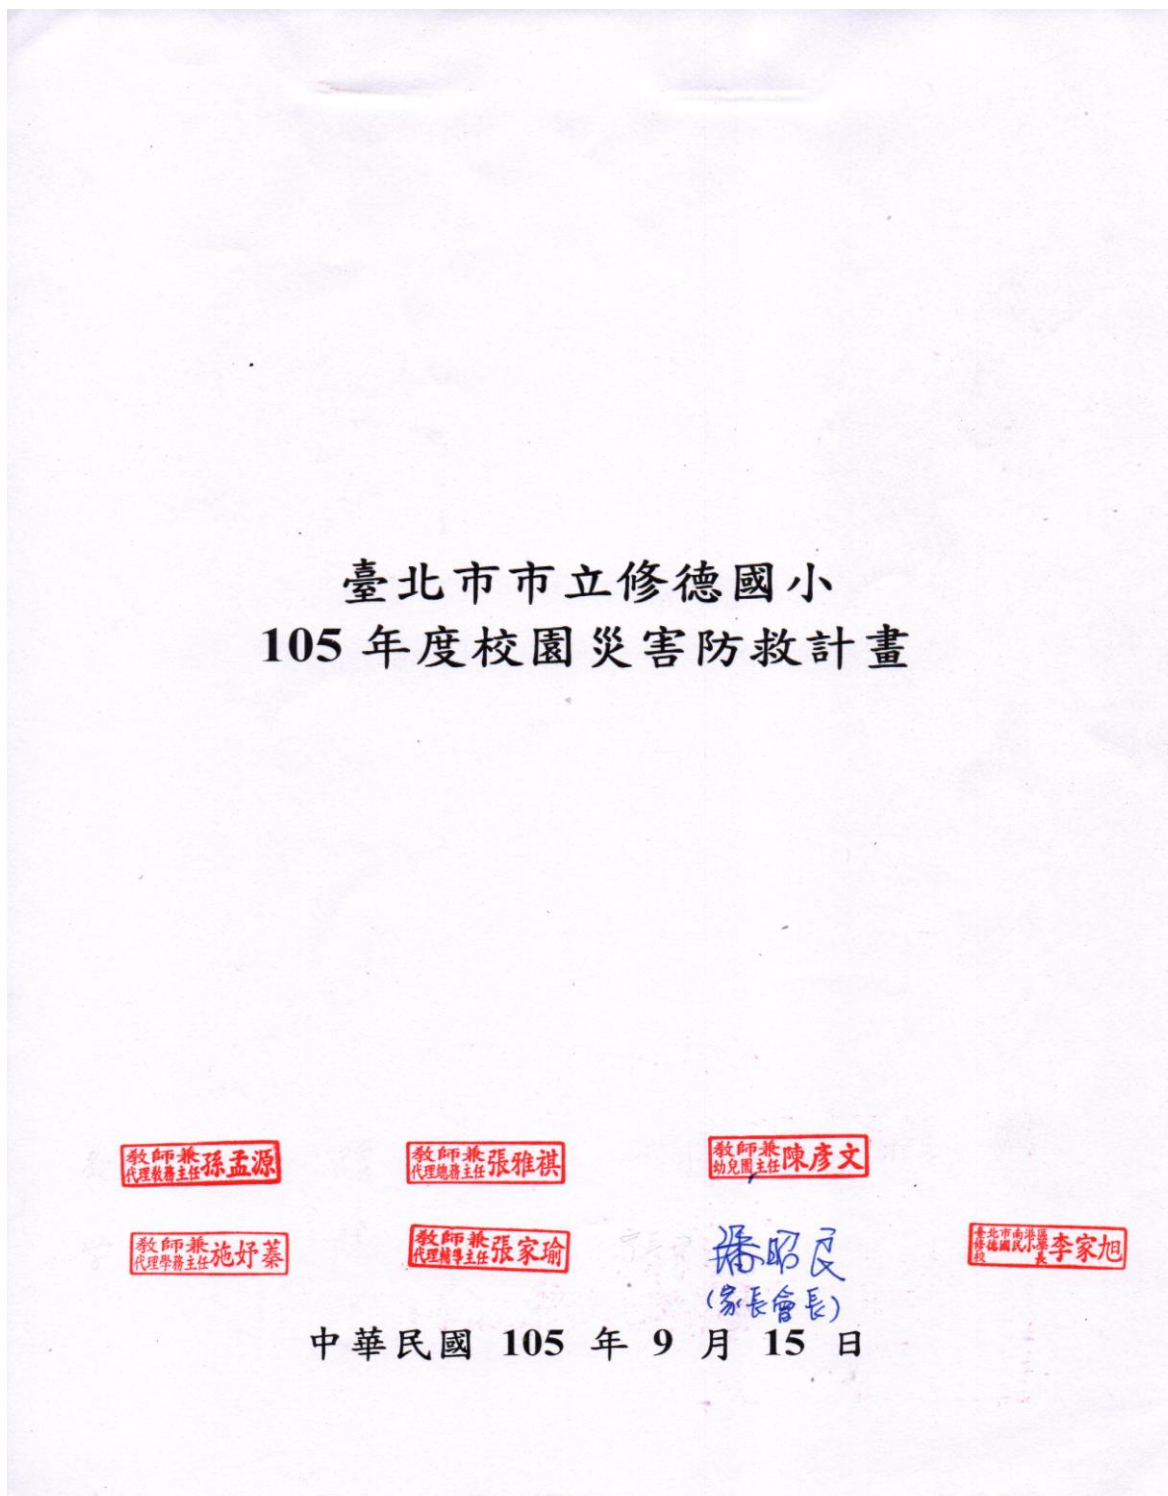 臺北市市立修德國小
105 年度校園災害防救計畫
教師兼代理教務主任 孫孟源
教師兼代理總務主任 張雅祺
教師兼幼兒園主任 陳彥文
教師兼代理學務主任 施妤蓁
教師兼代理輔導主任 張家瑜
潘昭良
(家長會長)
臺北市南港區修德國民小學校長 李家旭
中華民國 105 年 9 月 15 日